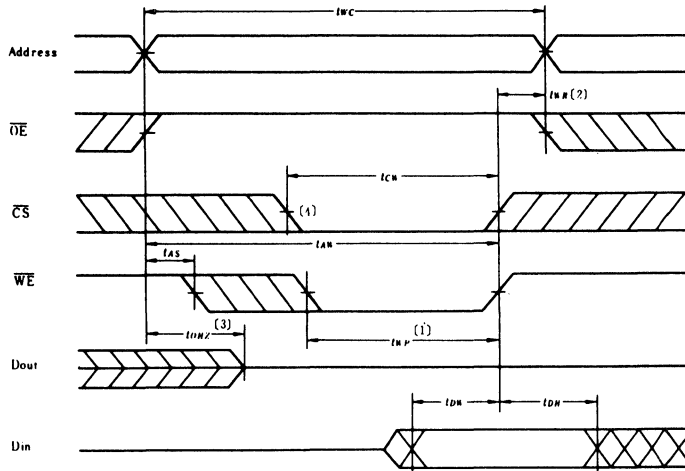 tWC
Address
tWR (2)
OE
tCW
CS
(4)
tAW
tAS
WE
(3)
tOHZ
(1)
tWP
Dout
tDW
tDH
Din